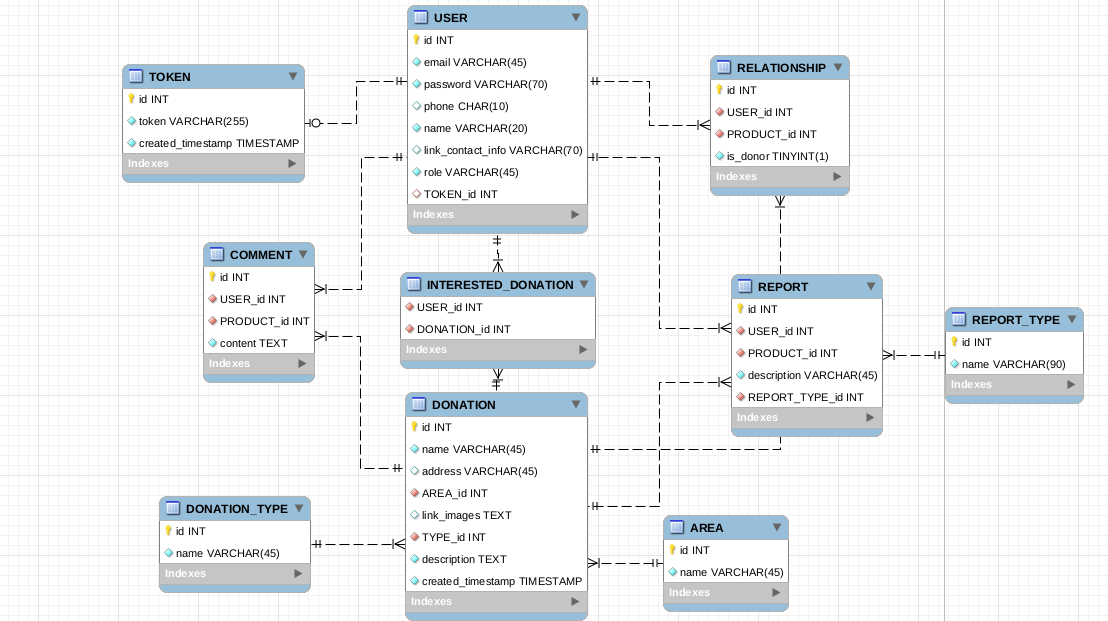 USER
id INT
email VARCHAR(45)
password VARCHAR(70)
phone CHAR(10)
name VARCHAR(20)
link_contact_info VARCHAR(70)
role VARCHAR(45)
TOKEN_id INT
Indexes
TOKEN
id INT
token VARCHAR(255)
created_timestamp TIMESTAMP
Indexes
RELATIONSHIP
id INT
USER_id INT
PRODUCT_id INT
is_donor TINYINT(1)
Indexes
COMMENT
id INT
USER_id INT
PRODUCT_id INT
content TEXT
Indexes
INTERESTED_DONATION
USER_id INT
DONATION_id INT
Indexes
REPORT
id INT
USER_id INT
PRODUCT_id INT
description VARCHAR(45)
REPORT_TYPE_id INT
Indexes
REPORT_TYPE
id INT
name VARCHAR(90)
Indexes
DONATION
id INT
name VARCHAR(45)
address VARCHAR(45)
AREA_id INT
link_images TEXT
TYPE_id INT
description TEXT
created_timestamp TIMESTAMP
Indexes
DONATION_TYPE
id INT
name VARCHAR(45)
Indexes
AREA
id INT
name VARCHAR(45)
Indexes